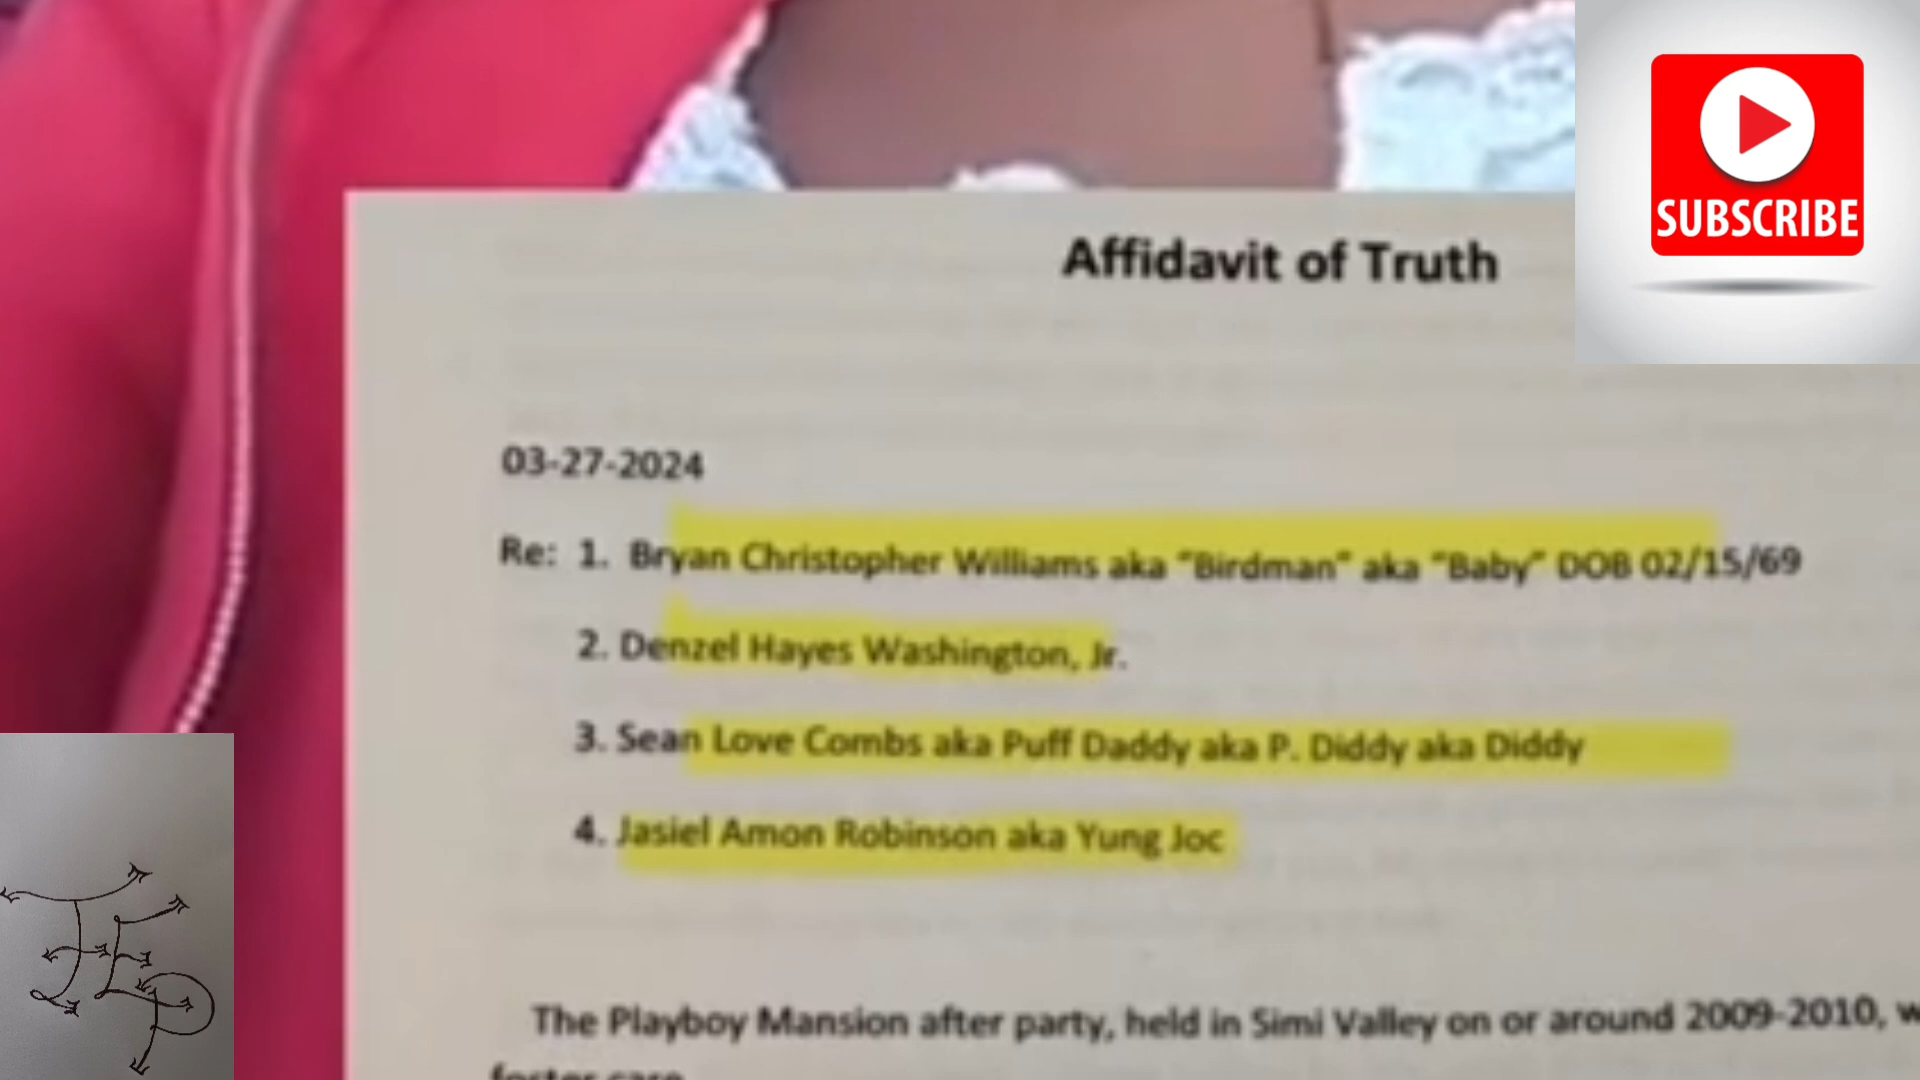 SUBSCRIBE
Affidavit of Truth
03-27-2024
Re: 1. Bryan Christopher Williams aka "Birdman" aka "Baby" DOB 02/15/69
2. Denzel Hayes Washington, Jr.
3. Sean Love Combs aka Puff Daddy aka P. Diddy aka Diddy
4. Jasiel Amon Robinson aka Yung Joc
The Playboy Mansion after party, held in Simi Valley on or around 2009-2010,
foster care